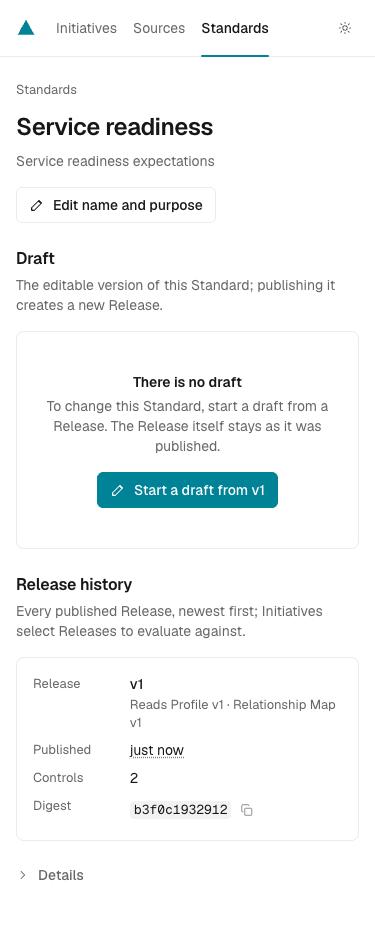 Initiatives Sources Standards
Standards
Service readiness
Service readiness expectations
Edit name and purpose
Draft
The editable version of this Standard; publishing it
creates a new Release.
There is no draft
To change this Standard, start a draft from a
Release. The Release itself stays as it was
published.
Start a draft from v1
Release history
Every published Release, newest first; Initiatives
select Releases to evaluate against.
Release v1
Reads Profile v1 · Relationship Map
v1
Published just now
Controls 2
Digest b3f0c1932912
Details